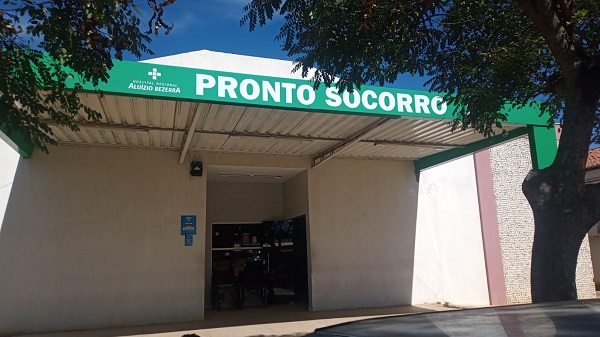 HOSPITAL REGIONAL
ALUÍZIO BEZERRA
PRONTO SOCORRO